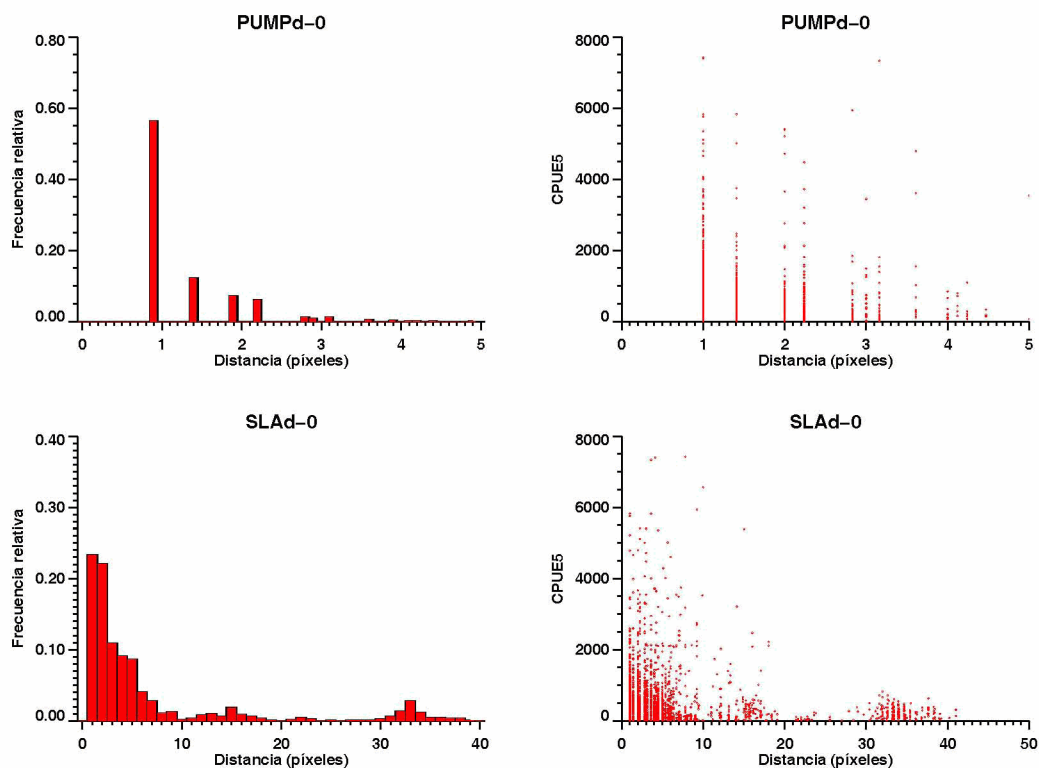 PUMPd-0
0.80
0.60
0.40
0.20
0.00
Frecuencia relativa
0 1 2 3 4 5
Distancia (píxeles)
PUMPd-0
8000
6000
4000
2000
0
CPUE5
0 1 2 3 4 5
Distancia (píxeles)
SLAd-0
0.40
0.30
0.20
0.10
0.00
Frecuencia relativa
0 10 20 30 40
Distancia (píxeles)
SLAd-0
8000
6000
4000
2000
0
CPUE5
0 10 20 30 40 50
Distancia (píxeles)